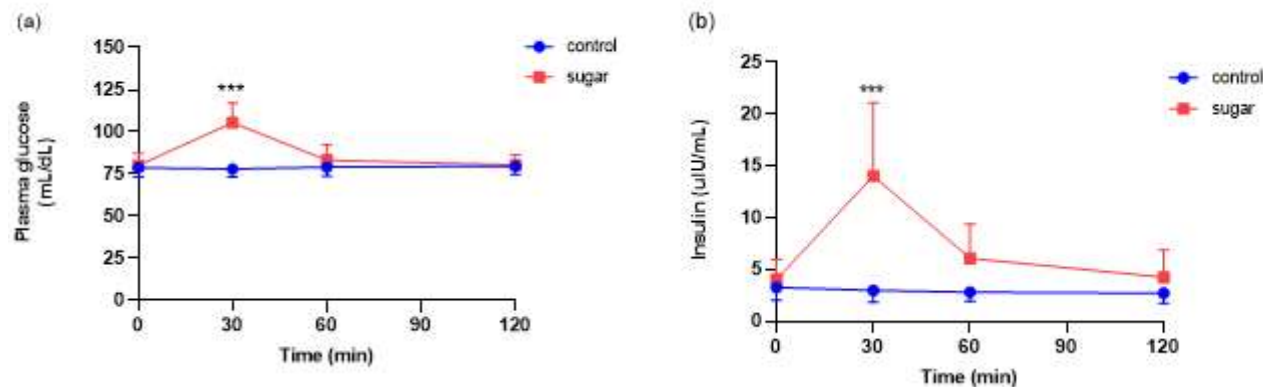 (a)
150
125
100
75
50
25
0
Plasma glucose
(mL/dL)
***
control
sugar
0 30 60 90 120
Time (min)
(b)
25
20
15
10
5
0
Insulin (uIU/mL)
***
control
sugar
0 30 60 90 120
Time (min)